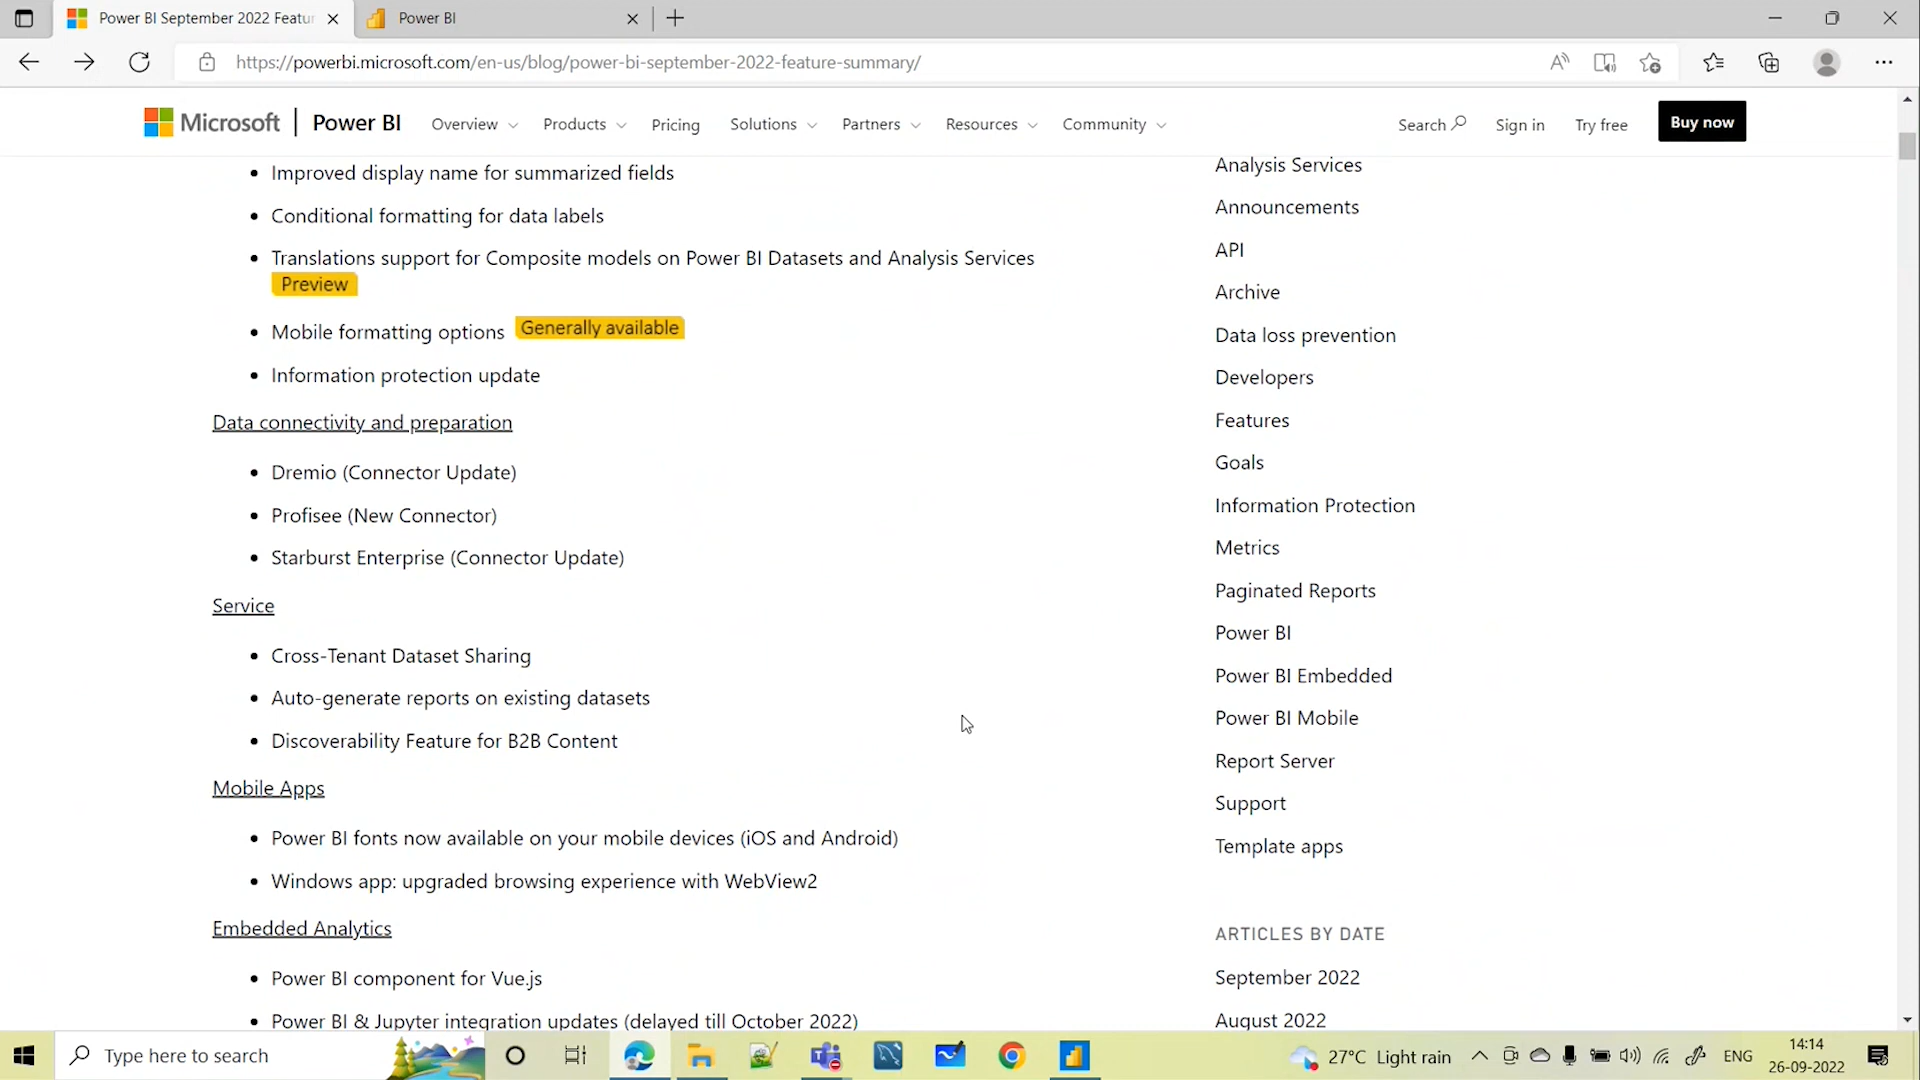 Power BI September 2022 Featur
Power BI
https://powerbi.microsoft.com/en-us/blog/power-bi-september-2022-feature-summary/
Microsoft | Power BI
Overview
Products
Pricing
Solutions
Partners
Resources
Community
Search
Sign in
Try free
Buy now
• Improved display name for summarized fields
• Conditional formatting for data labels
• Translations support for Composite models on Power BI Datasets and Analysis Services
Preview
• Mobile formatting options Generally available
• Information protection update
Data connectivity and preparation
• Dremio (Connector Update)
• Profisee (New Connector)
• Starburst Enterprise (Connector Update)
Service
• Cross-Tenant Dataset Sharing
• Auto-generate reports on existing datasets
• Discoverability Feature for B2B Content
Mobile Apps
• Power BI fonts now available on your mobile devices (iOS and Android)
• Windows app: upgraded browsing experience with WebView2
Embedded Analytics
• Power BI component for Vue.js
• Power BI & Jupyter integration updates (delayed till October 2022)
Analysis Services
Announcements
API
Archive
Data loss prevention
Developers
Features
Goals
Information Protection
Metrics
Paginated Reports
Power BI
Power BI Embedded
Power BI Mobile
Report Server
Support
Template apps
ARTICLES BY DATE
September 2022
August 2022
Type here to search
27°C Light rain
ENG
14:14
26-09-2022